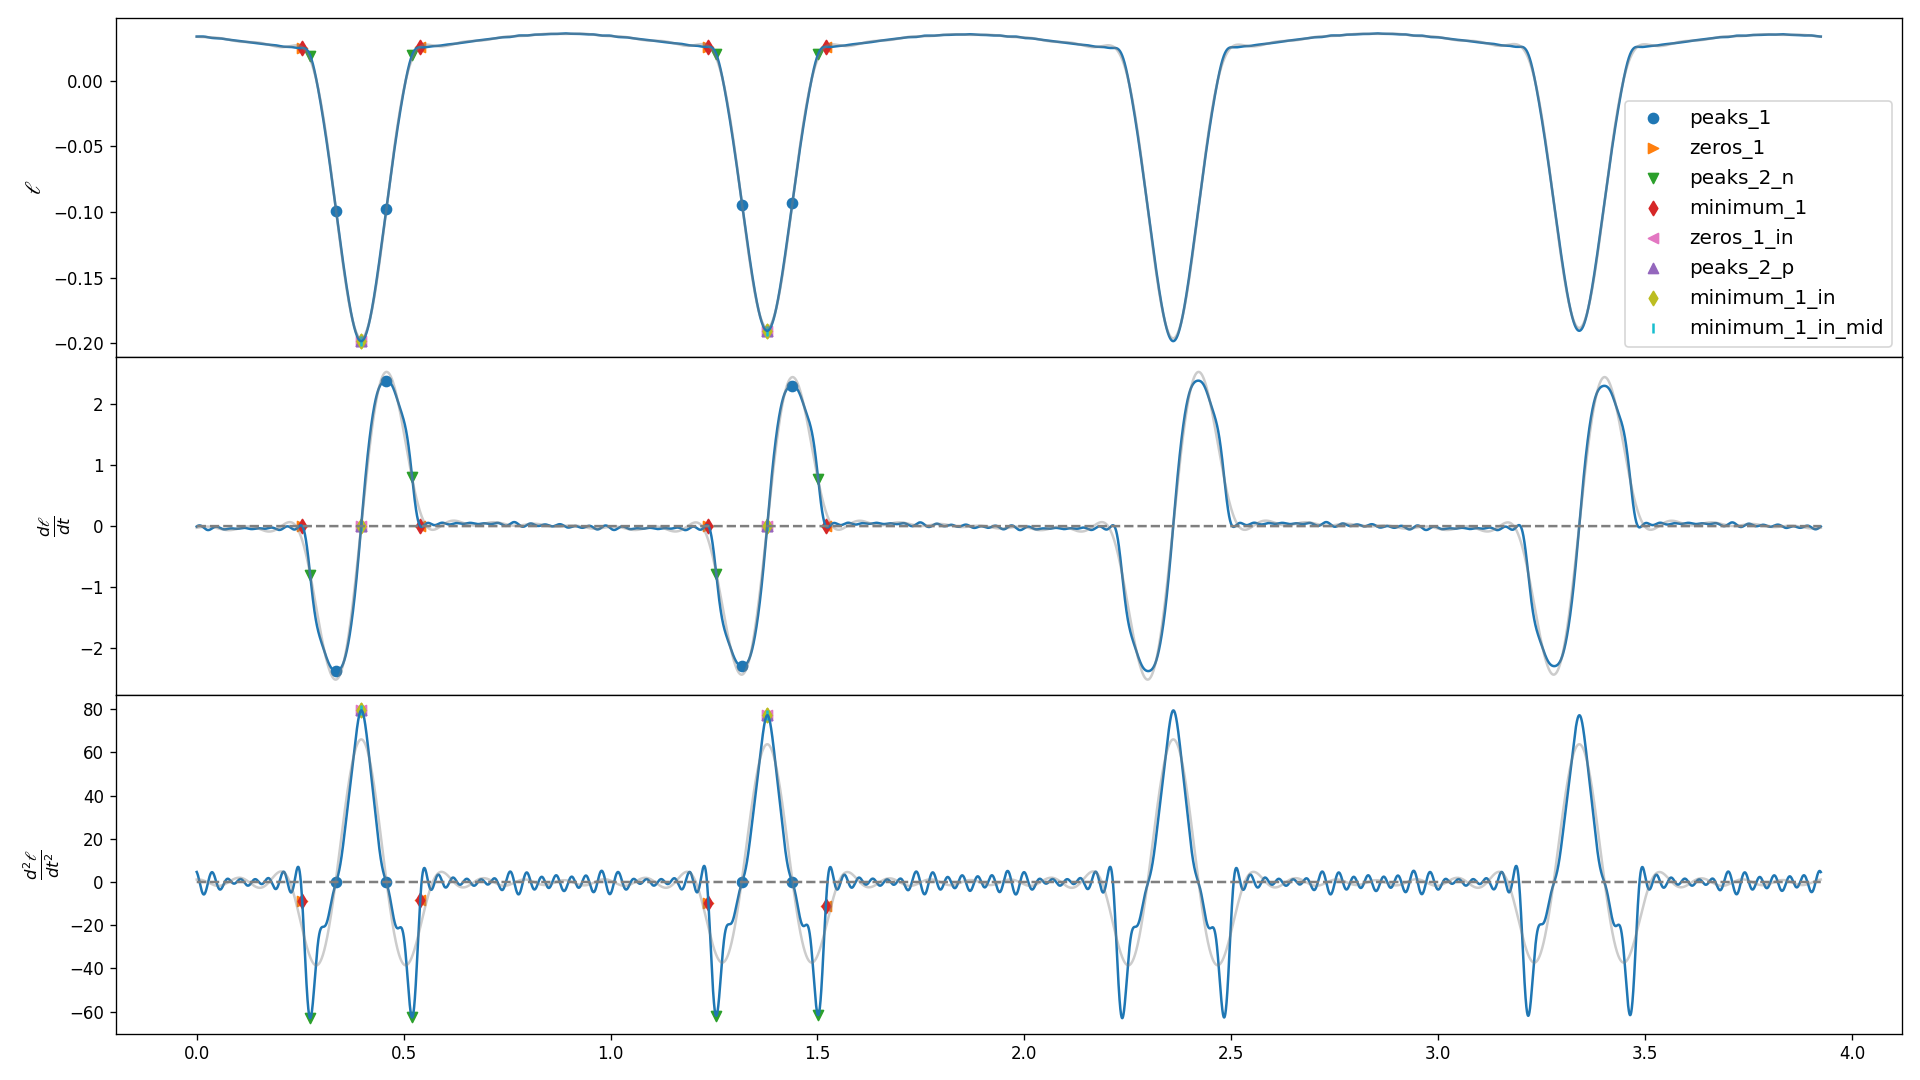 0.00
−0.05
−0.10
−0.15
−0.20
ℓ
peaks_1
zeros_1
peaks_2_n
minimum_1
zeros_1_in
peaks_2_p
minimum_1_in
minimum_1_in_mid
2
1
0
−1
−2
dℓ/dt
80
60
40
20
0
−20
−40
−60
d²ℓ/dt²
0.0 0.5 1.0 1.5 2.0 2.5 3.0 3.5 4.0